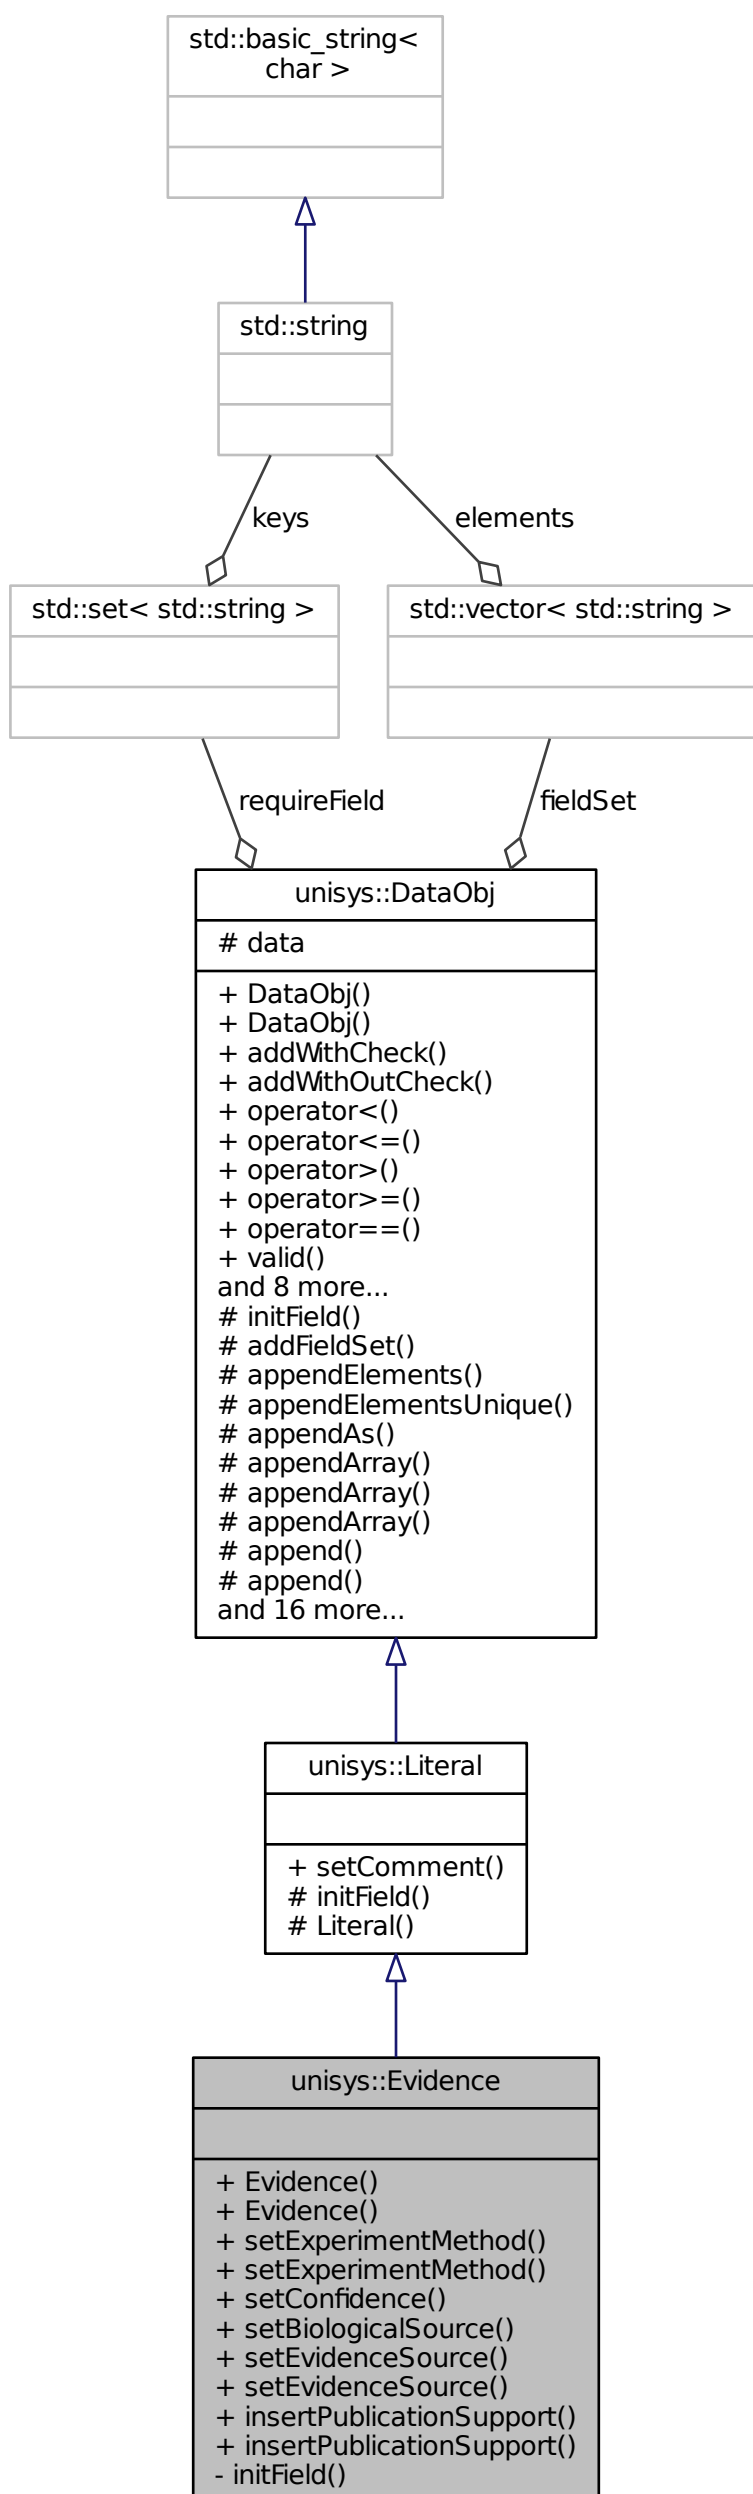 std::basic_string<
char >
std::string
keys
elements
std::set< std::string >
std::vector< std::string >
requireField
fieldSet
unisys::DataObj
# data
+ DataObj()
+ DataObj()
+ addWithCheck()
+ addWithOutCheck()
+ operator<()
+ operator<=()
+ operator>()
+ operator>=()
+ operator==()
+ valid()
and 8 more...
# initField()
# addFieldSet()
# appendElements()
# appendElementsUnique()
# appendAs()
# appendArray()
# appendArray()
# appendArray()
# append()
# append()
and 16 more...
unisys::Literal
+ setComment()
# initField()
# Literal()
unisys::Evidence
+ Evidence()
+ Evidence()
+ setExperimentMethod()
+ setExperimentMethod()
+ setConfidence()
+ setBiologicalSource()
+ setEvidenceSource()
+ setEvidenceSource()
+ insertPublicationSupport()
+ insertPublicationSupport()
- initField()